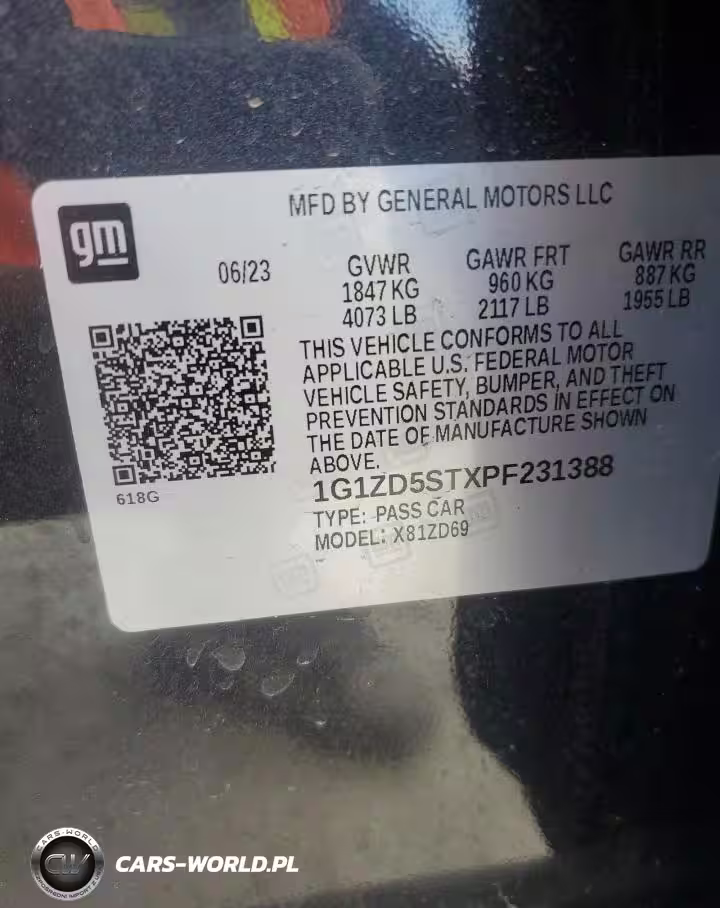 gm
MFD BY GENERAL MOTORS LLC
06/23
GVWR
1847 KG
4073 LB
GAWR FRT
960 KG
2117 LB
GAWR RR
887 KG
1955 LB
THIS VEHICLE CONFORMS TO ALL
APPLICABLE U.S. FEDERAL MOTOR
VEHICLE SAFETY, BUMPER, AND THEFT
PREVENTION STANDARDS IN EFFECT ON
THE DATE OF MANUFACTURE SHOWN
ABOVE.
618G
1G1ZD5STXPF231388
TYPE: PASS CAR
MODEL: X81ZD69
CARS-WORLD
CW
CARS-WORLD.PL